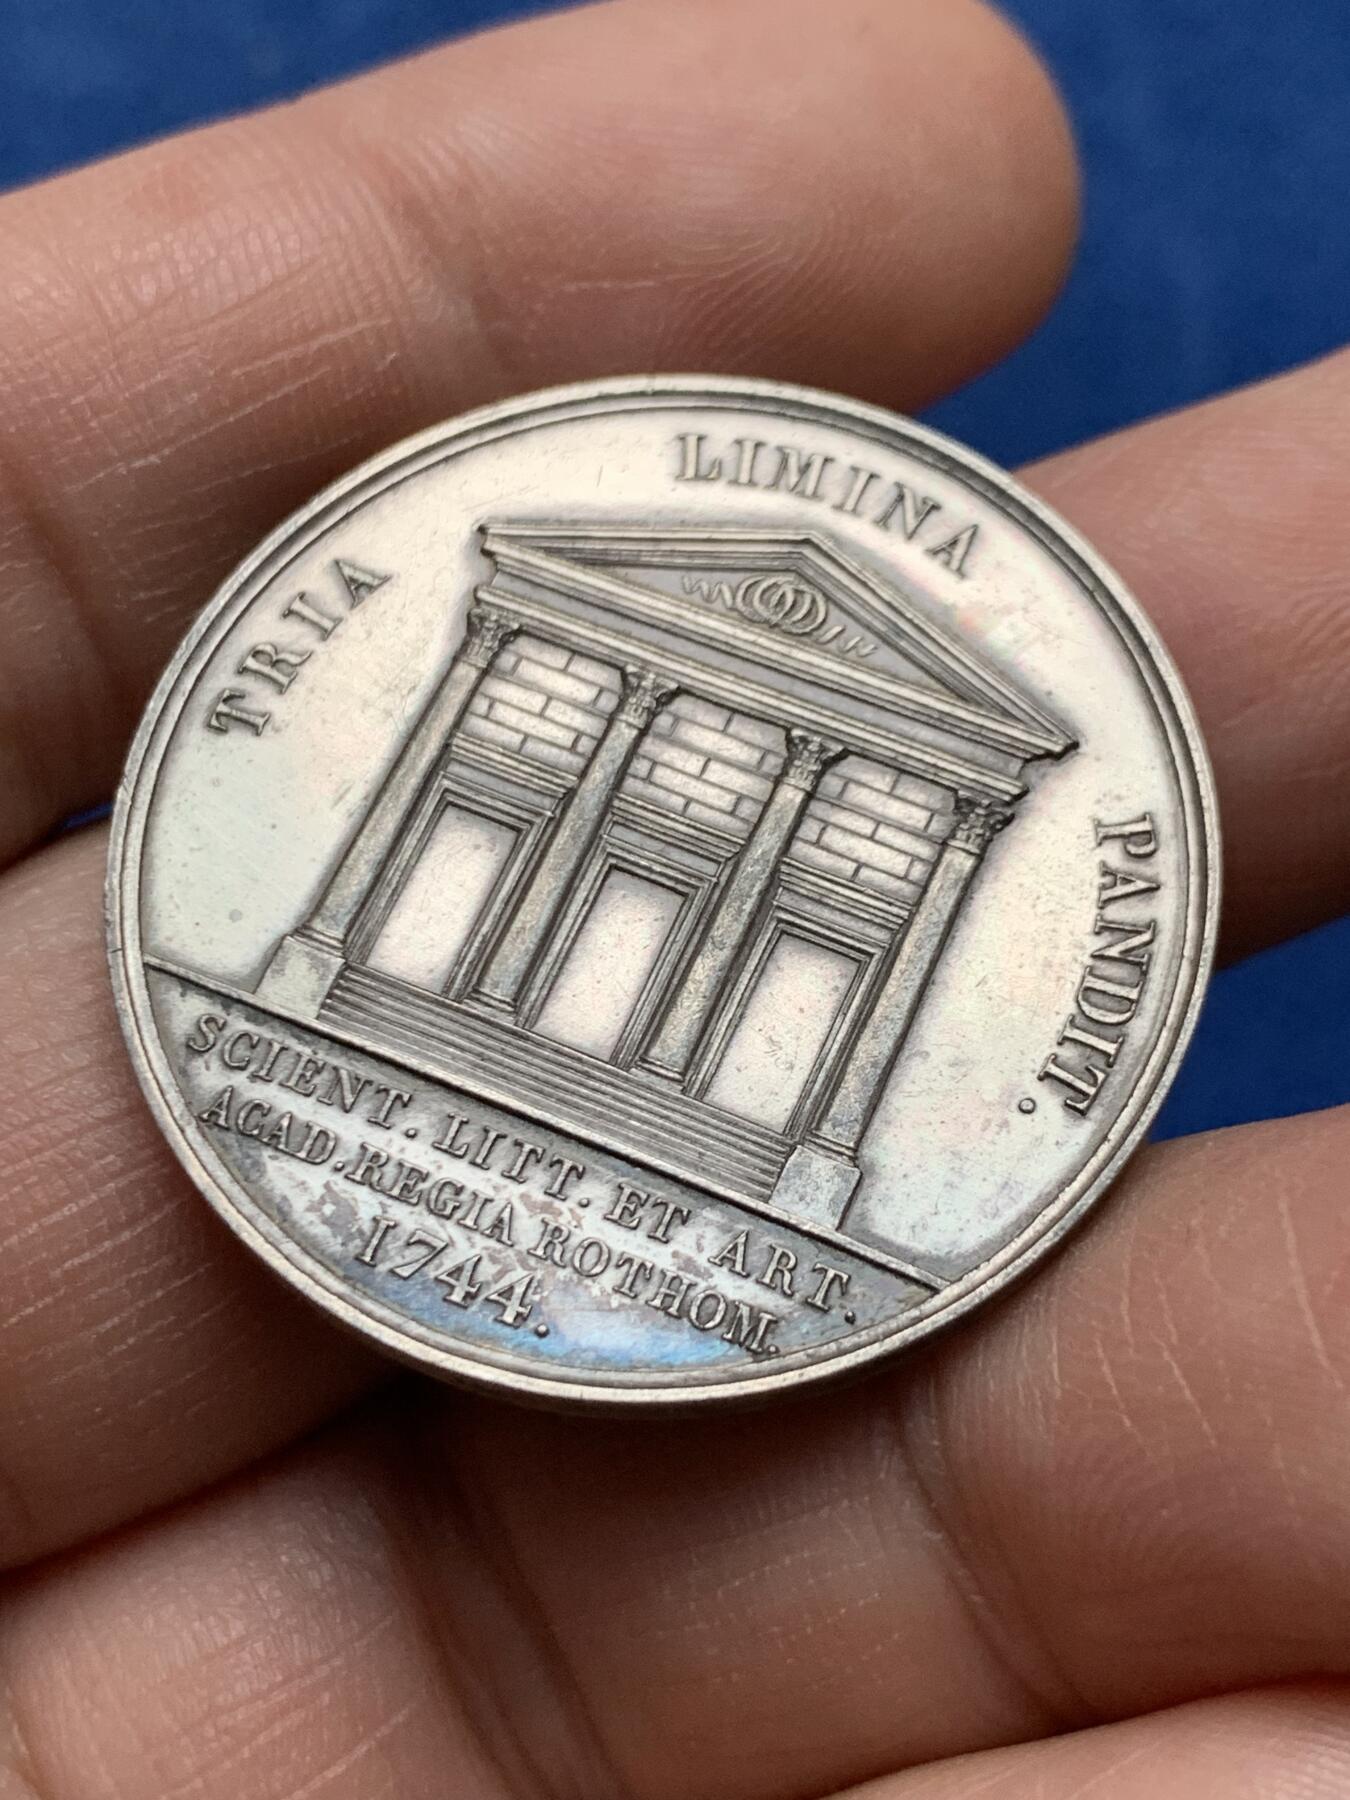 TRIA LIMINA PANDIT.
SCIENT. LITT. ET ART.
ACAD. REGIA ROTHOM.
1744.